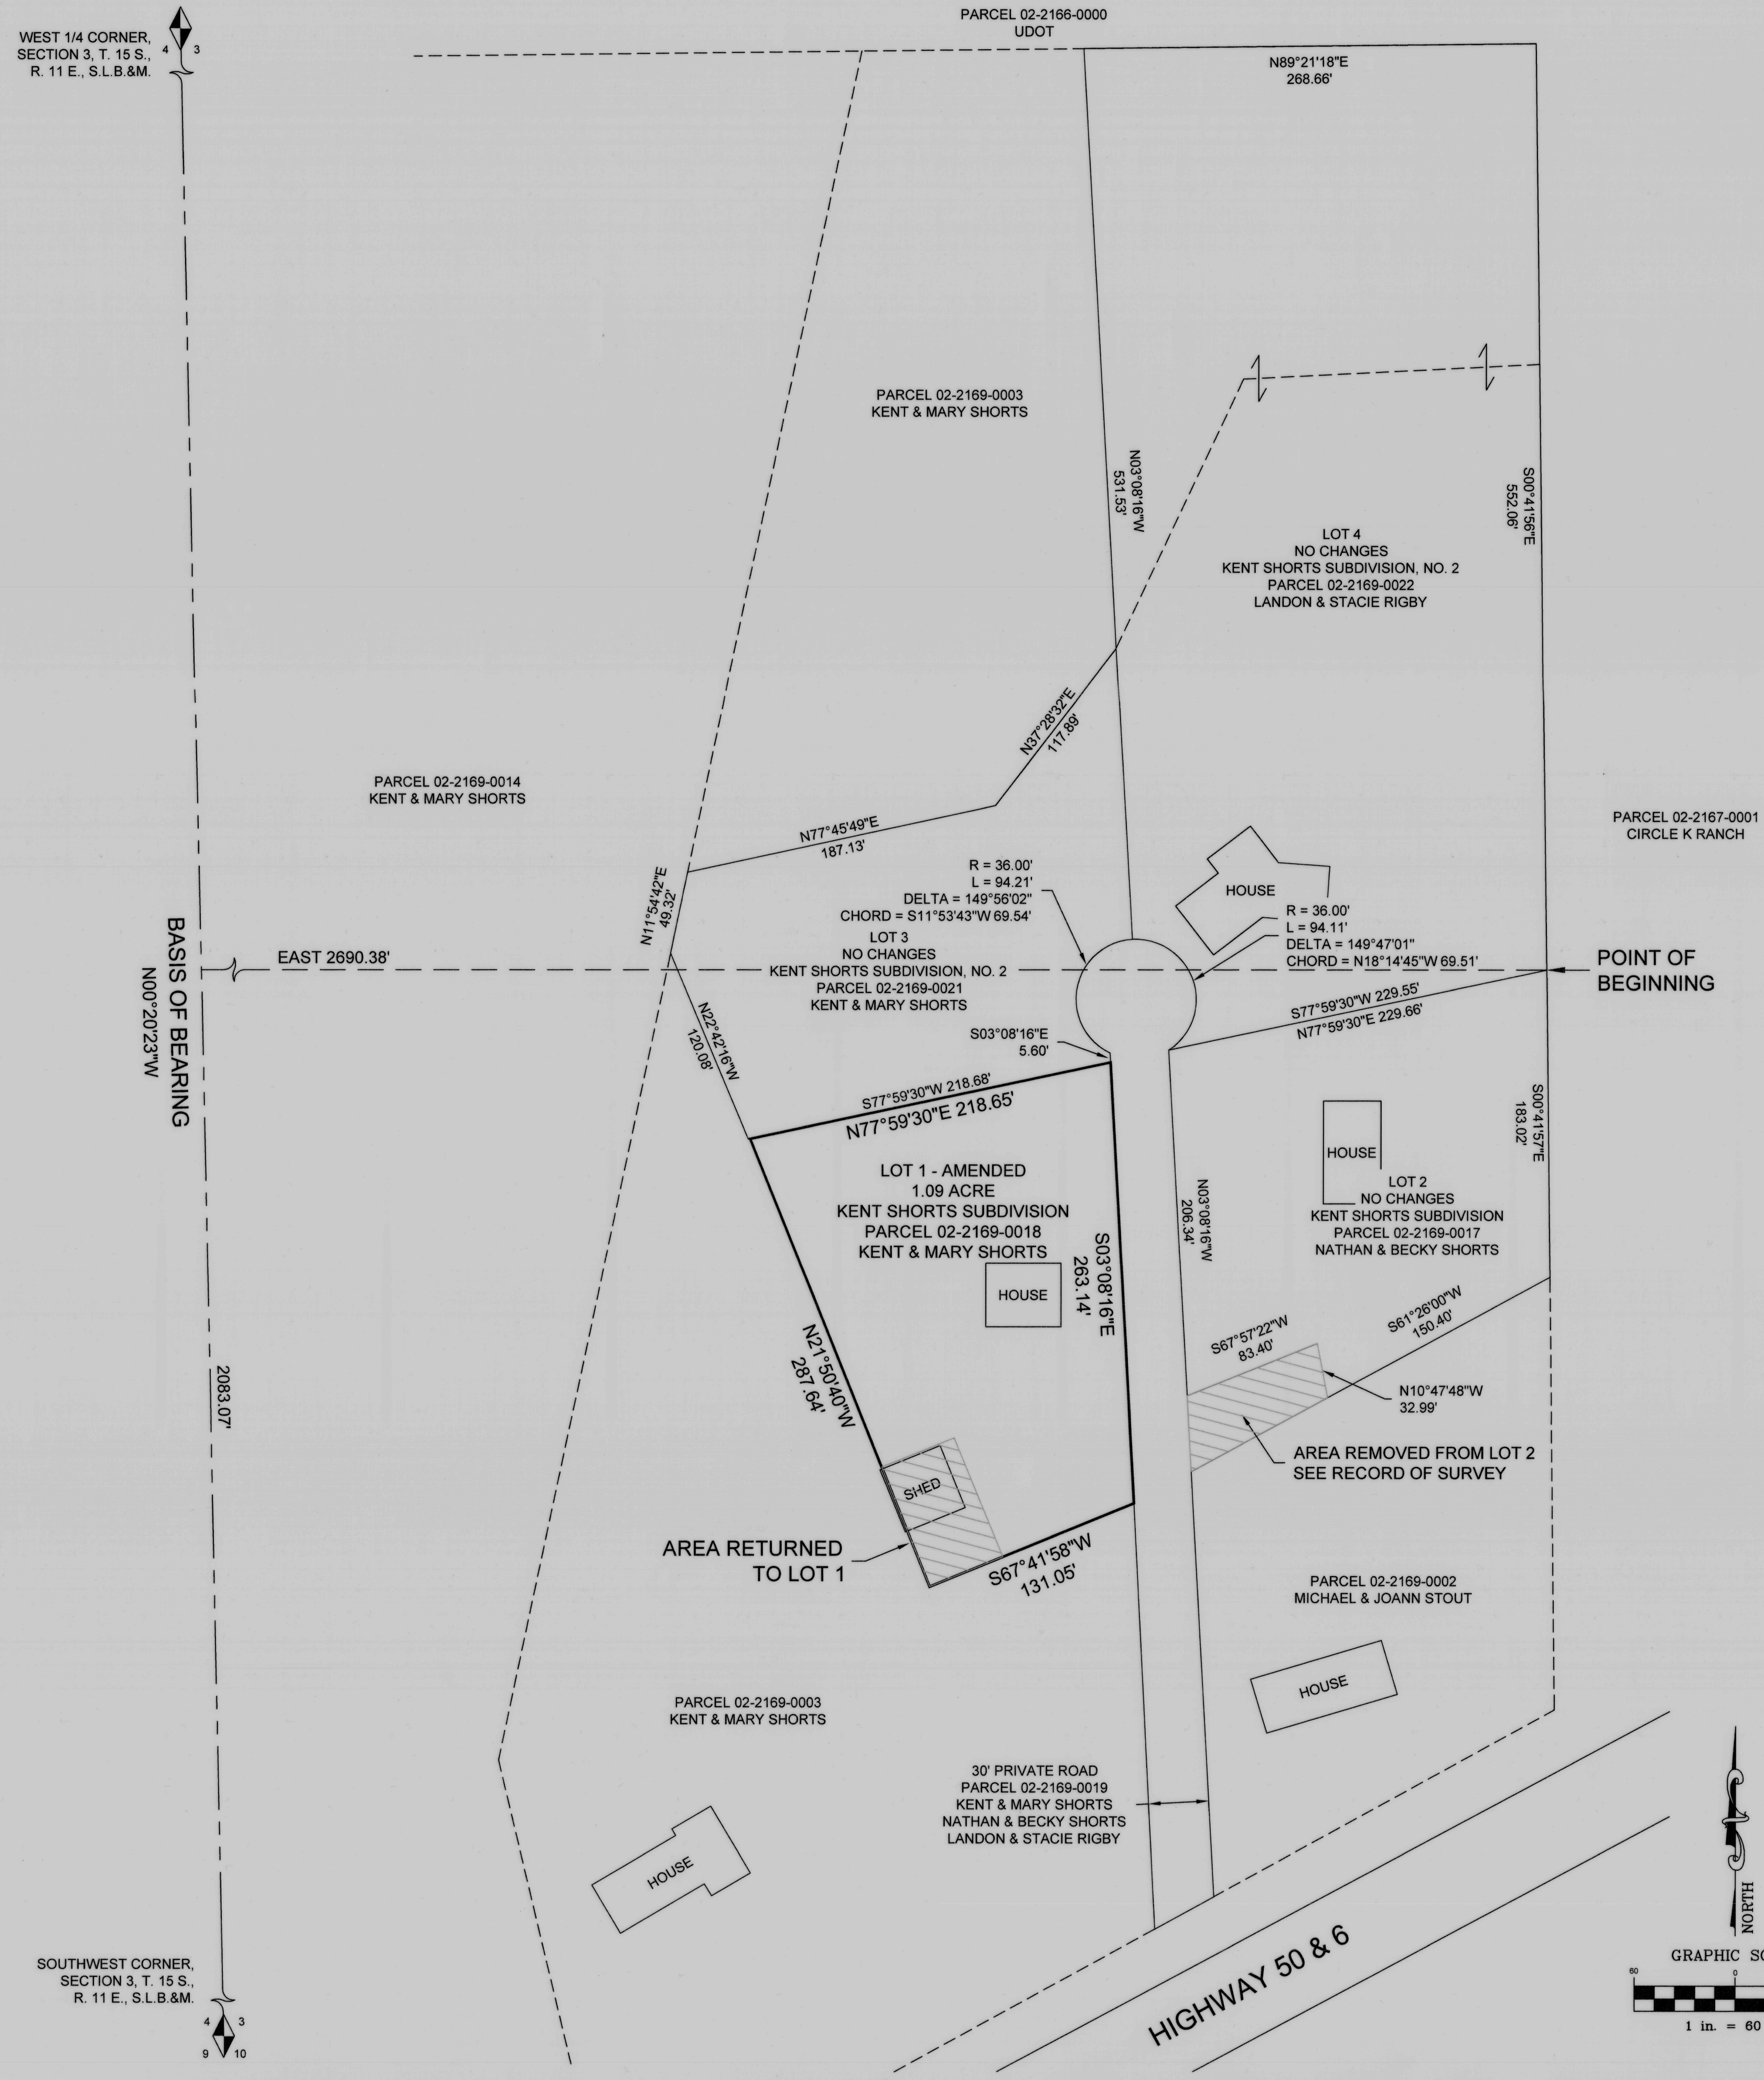 PARCEL 02-2166-0000
UDOT
WEST 1/4 CORNER,
SECTION 3, T. 15 S.,
R. 11 E., S.L.B.&M.
4
3
N89°21'18"E
268.66'
PARCEL 02-2169-0003
KENT & MARY SHORTS
N03°08'16"W
531.53'
S00°41'56"E
552.06'
LOT 4
NO CHANGES
KENT SHORTS SUBDIVISION, NO. 2
PARCEL 02-2169-0022
LANDON & STACIE RIGBY
N37°28'32"E
117.89'
PARCEL 02-2169-0014
KENT & MARY SHORTS
N77°45'49"E
187.13'
PARCEL 02-2167-0001
CIRCLE K RANCH
N11°54'42"E
49.32'
R = 36.00'
L = 94.21'
DELTA = 149°56'02"
CHORD = S11°53'43"W 69.54'
HOUSE
R = 36.00'
L = 94.11'
DELTA = 149°47'01"
CHORD = N18°14'45"W 69.51'
LOT 3
NO CHANGES
KENT SHORTS SUBDIVISION, NO. 2
PARCEL 02-2169-0021
KENT & MARY SHORTS
BASIS OF BEARING
N00°20'23"W
EAST 2690.38'
POINT OF
BEGINNING
S77°59'30"W 229.55'
N77°59'30"E 229.66'
N22°42'16"W
120.08'
S03°08'16"E
5.60'
S77°59'30"W 218.68'
N77°59'30"E 218.65'
S00°41'57"E
183.02'
HOUSE
LOT 1 - AMENDED
1.09 ACRE
KENT SHORTS SUBDIVISION
PARCEL 02-2169-0018
KENT & MARY SHORTS
LOT 2
NO CHANGES
KENT SHORTS SUBDIVISION
PARCEL 02-2169-0017
NATHAN & BECKY SHORTS
N03°08'16"W
206.34'
S03°08'16"E
263.14'
HOUSE
N21°50'40"W
287.64'
S67°57'22"W
83.40'
S61°26'00"W
150.40'
N10°47'48"W
32.99'
2083.07'
AREA REMOVED FROM LOT 2
SEE RECORD OF SURVEY
SHED
AREA RETURNED
TO LOT 1
S67°41'58"W
131.05'
PARCEL 02-2169-0002
MICHAEL & JOANN STOUT
HOUSE
PARCEL 02-2169-0003
KENT & MARY SHORTS
30' PRIVATE ROAD
PARCEL 02-2169-0019
KENT & MARY SHORTS
NATHAN & BECKY SHORTS
LANDON & STACIE RIGBY
HOUSE
HIGHWAY 50 & 6
NORTH
SOUTHWEST CORNER,
SECTION 3, T. 15 S.,
R. 11 E., S.L.B.&M.
4
3
9
10
GRAPHIC SC
60
0
1 in. = 60